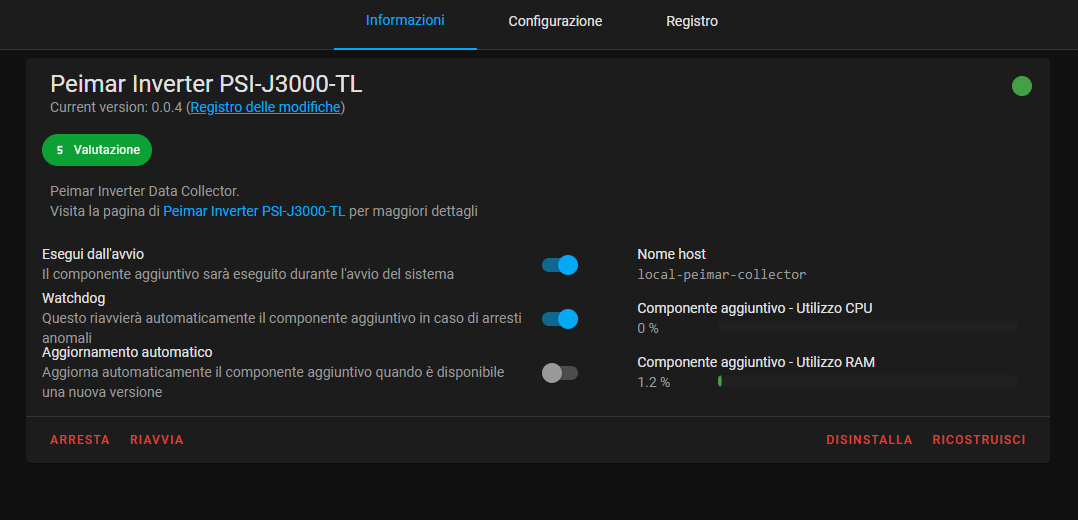 Informazioni
Configurazione
Registro
Peimar Inverter PSI-J3000-TL
Current version: 0.0.4 (Registro delle modifiche)
5 Valutazione
Peimar Inverter Data Collector.
Visita la pagina di Peimar Inverter PSI-J3000-TL per maggiori dettagli
Esegui dall'avvio
Il componente aggiuntivo sarà eseguito durante l'avvio del sistema
Watchdog
Questo riavvierà automaticamente il componente aggiuntivo in caso di arresti
anomali
Aggiornamento automatico
Aggiorna automaticamente il componente aggiuntivo quando è disponibile
una nuova versione
Nome host
local-peimar-collector
Componente aggiuntivo - Utilizzo CPU
0 %
Componente aggiuntivo - Utilizzo RAM
1.2 %
ARRESTA
RIAVVIA
DISINSTALLA
RICOSTRUISCI